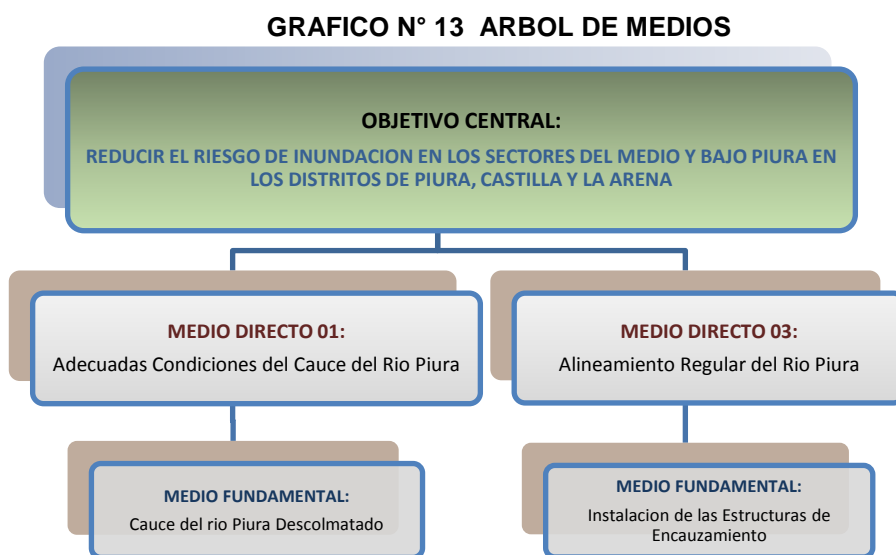 GRAFICO N° 13 ARBOL DE MEDIOS
OBJETIVO CENTRAL:
REDUCIR EL RIESGO DE INUNDACION EN LOS SECTORES DEL MEDIO Y BAJO PIURA EN
LOS DISTRITOS DE PIURA, CASTILLA Y LA ARENA
MEDIO DIRECTO 01:
Adecuadas Condiciones del Cauce del Rio Piura
MEDIO DIRECTO 03:
Alineamiento Regular del Rio Piura
MEDIO FUNDAMENTAL:
Cauce del rio Piura Descolmatado
MEDIO FUNDAMENTAL:
Instalacion de las Estructuras de
Encauzamiento